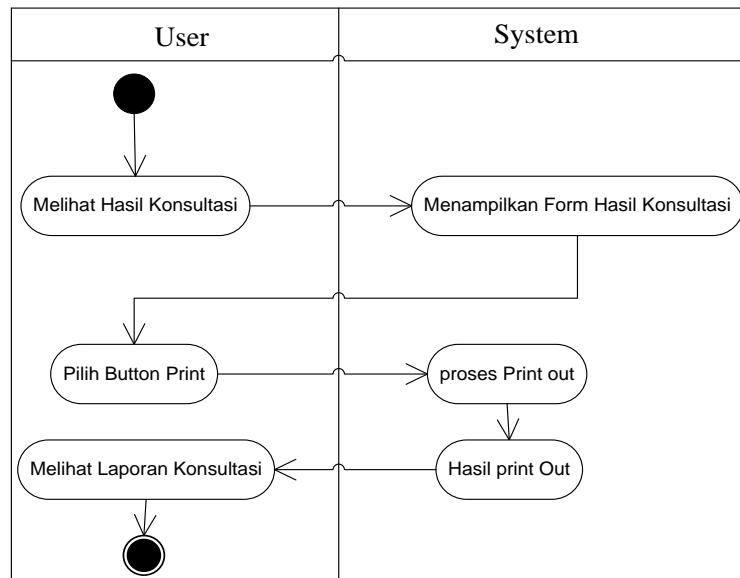 User
System
Melihat Hasil Konsultasi
Menampilkan Form Hasil Konsultasi
Pilih Button Print
proses Print out
Melihat Laporan Konsultasi
Hasil print Out